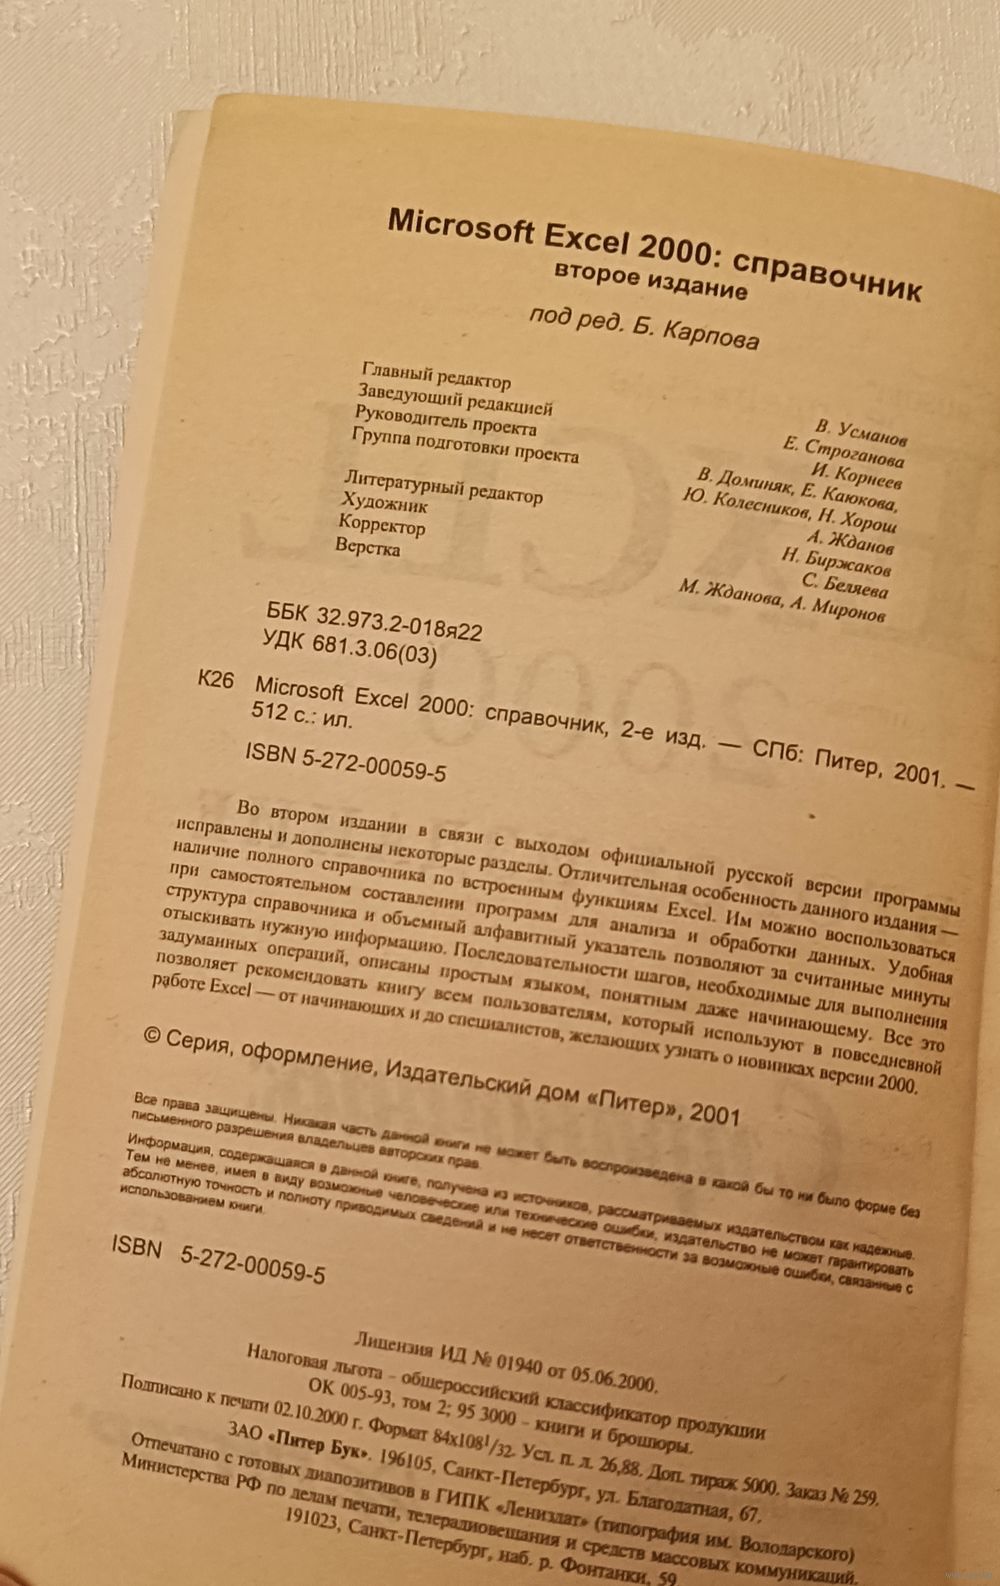 Microsoft Excel 2000: справочник
второе издание
под ред. Б. Карпова
Главный редактор
Заведующий редакцией
Руководитель проекта
Группа подготовки проекта
Литературный редактор
Художник
Корректор
Верстка
В. Усманов
Е. Строганова
И. Корнеев
В. Доминяк, Е. Каюкова,
Ю. Колесников, Н. Хорош
А. Жданов
Н. Биржаков
С. Беляева
М. Жданова, А. Миронов
ББК 32.973.2-018я22
УДК 681.3.06(03)
К26 Microsoft Excel 2000: справочник, 2-е изд. — СПб: Питер, 2001. —
512 с.: ил.
ISBN 5-272-00059-5
Во втором издании в связи с выходом официальной русской версии программы
исправлены и дополнены некоторые разделы. Отличительная особенность данного издания —
наличие полного справочника по встроенным функциям Excel. Им можно воспользоваться
при самостоятельном составлении программ для анализа и обработки данных. Удобная
структура справочника и объемный алфавитный указатель позволяют за считанные минуты
отыскивать нужную информацию. Последовательности шагов, необходимые для выполнения
задуманных операций, описаны простым языком, понятным даже начинающему. Все это
позволяет рекомендовать книгу всем пользователям, который используют в повседневной
работе Excel — от начинающих и до специалистов, желающих узнать о новинках версии 2000.
© Серия, оформление, Издательский дом «Питер», 2001
Все права защищены. Никакая часть данной книги не может быть воспроизведена в какой бы то ни было форме без
письменного разрешения владельцев авторских прав.
Информация, содержащаяся в данной книге, получена из источников, рассматриваемых издательством как надежные.
Тем не менее, имея в виду возможные человеческие или технические ошибки, издательство не может гарантировать
абсолютную точность и полноту приводимых сведений и не несет ответственности за возможные ошибки, связанные с
использованием книги.
ISBN 5-272-00059-5
Лицензия ИД № 01940 от 05.06.2000.
Налоговая льгота - общероссийский классификатор продукции
ОК 005-93, том 2; 95 3000 - книги и брошюры.
Подписано к печати 02.10.2000 г. Формат 84x108¹/32. Усл. п. л. 26,88. Доп. тираж 5000. Заказ № 259.
ЗАО «Питер Бук». 196105, Санкт-Петербург, ул. Благодатная, 67.
Отпечатано с готовых диапозитивов в ГИПК «Лениздат» (типография им. Володарского)
Министерства РФ по делам печати, телерадиовещания и средств массовых коммуникаций.
191023, Санкт-Петербург, наб. р. Фонтанки, 59.